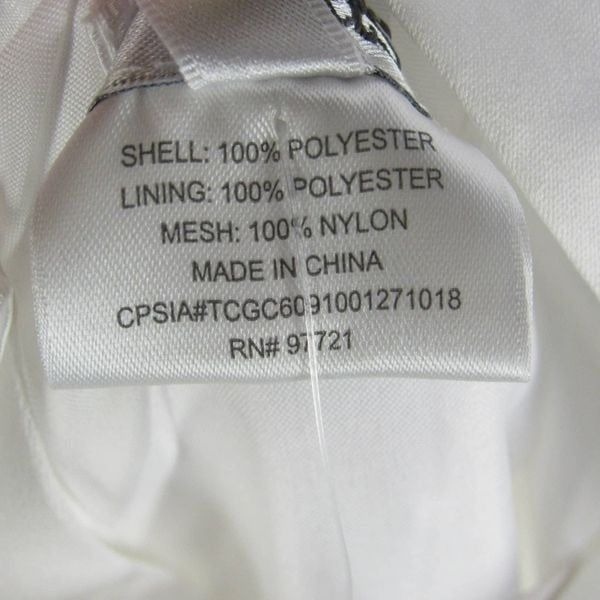 SHELL: 100% POLYESTER
LINING: 100% POLYESTER
MESH: 100% NYLON
MADE IN CHINA
CPSIA#TCGC6091001271018
RN# 97721